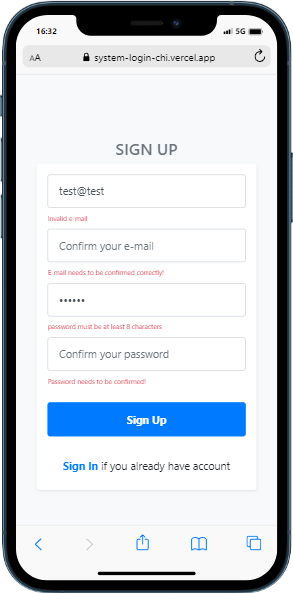 16:32
5G
AA
system-login-chi.vercel.app
SIGN UP
test@test
Invalid e-mail
Confirm your e-mail
E-mail needs to be confirmed correctly!
••••••
password must be at least 8 characters
Confirm your password
Password needs to be confirmed!
Sign Up
Sign In if you already have account